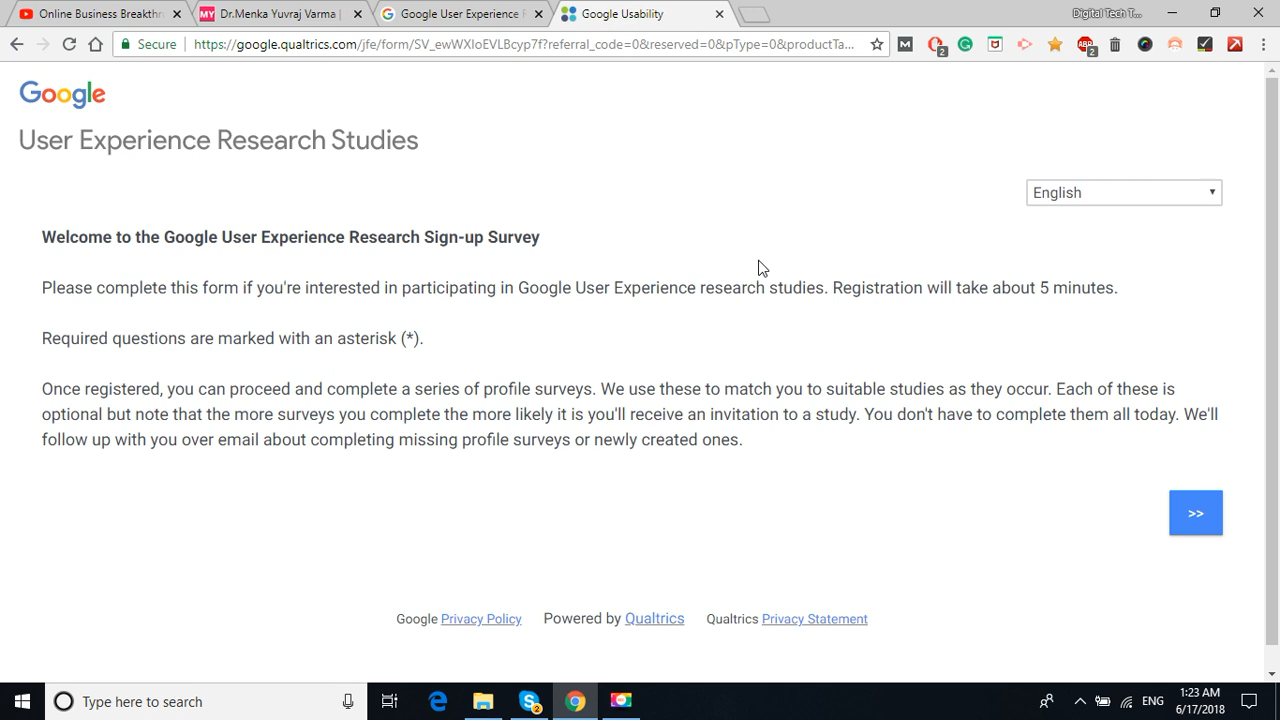 Online Business Breakthr
Dr.Menka Yuvraj Varma |
Google User Experience R
Google Usability
Digital Tech T...
Secure
https://google.qualtrics.com/jfe/form/SV_ewWXIoEVLBcyp7f?referral_code=0&reserved=0&pType=0&productTa...
Google
User Experience Research Studies
English
Welcome to the Google User Experience Research Sign-up Survey
Please complete this form if you're interested in participating in Google User Experience research studies. Registration will take about 5 minutes.
Required questions are marked with an asterisk (*).
Once registered, you can proceed and complete a series of profile surveys. We use these to match you to suitable studies as they occur. Each of these is
optional but note that the more surveys you complete the more likely it is you'll receive an invitation to a study. You don't have to complete them all today. We'll
follow up with you over email about completing missing profile surveys or newly created ones.
>>
Google Privacy Policy Powered by Qualtrics Qualtrics Privacy Statement
Type here to search
2
ENG
1:23 AM
6/17/2018